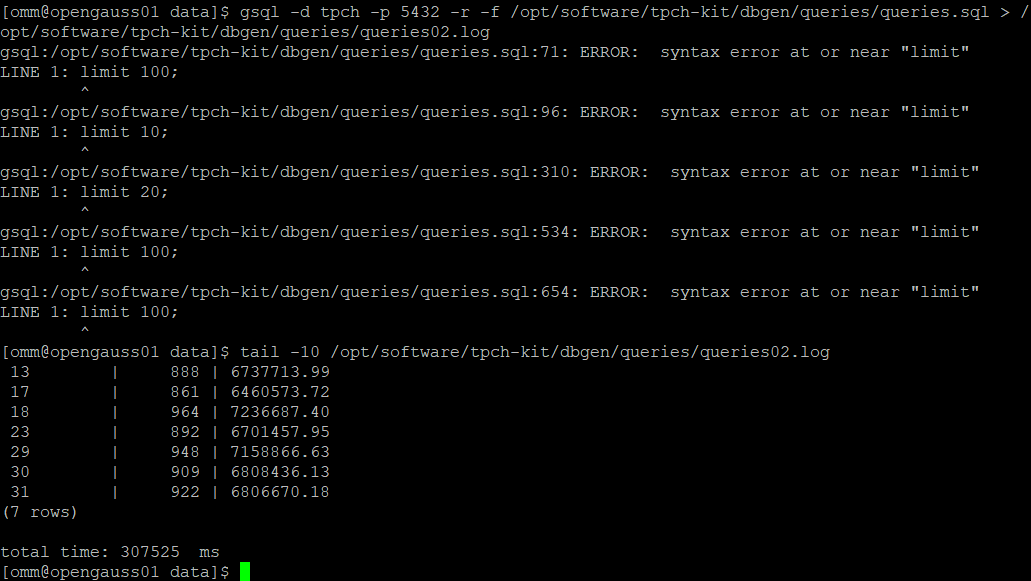 [omm@opengauss01 data]$ gsql -d tpch -p 5432 -r -f /opt/software/tpch-kit/dbgen/queries/queries.sql > /
opt/software/tpch-kit/dbgen/queries/queries02.log
gsql:/opt/software/tpch-kit/dbgen/queries/queries.sql:71: ERROR:  syntax error at or near "limit"
LINE 1: limit 100;
        ^
gsql:/opt/software/tpch-kit/dbgen/queries/queries.sql:96: ERROR:  syntax error at or near "limit"
LINE 1: limit 10;
        ^
gsql:/opt/software/tpch-kit/dbgen/queries/queries.sql:310: ERROR:  syntax error at or near "limit"
LINE 1: limit 20;
        ^
gsql:/opt/software/tpch-kit/dbgen/queries/queries.sql:534: ERROR:  syntax error at or near "limit"
LINE 1: limit 100;
        ^
gsql:/opt/software/tpch-kit/dbgen/queries/queries.sql:654: ERROR:  syntax error at or near "limit"
LINE 1: limit 100;
        ^
[omm@opengauss01 data]$ tail -10 /opt/software/tpch-kit/dbgen/queries/queries02.log
 13        |     888 | 6737713.99
 17        |     861 | 6460573.72
 18        |     964 | 7236687.40
 23        |     892 | 6701457.95
 29        |     948 | 7158866.63
 30        |     909 | 6808436.13
 31        |     922 | 6806670.18
(7 rows)

total time: 307525  ms
[omm@opengauss01 data]$